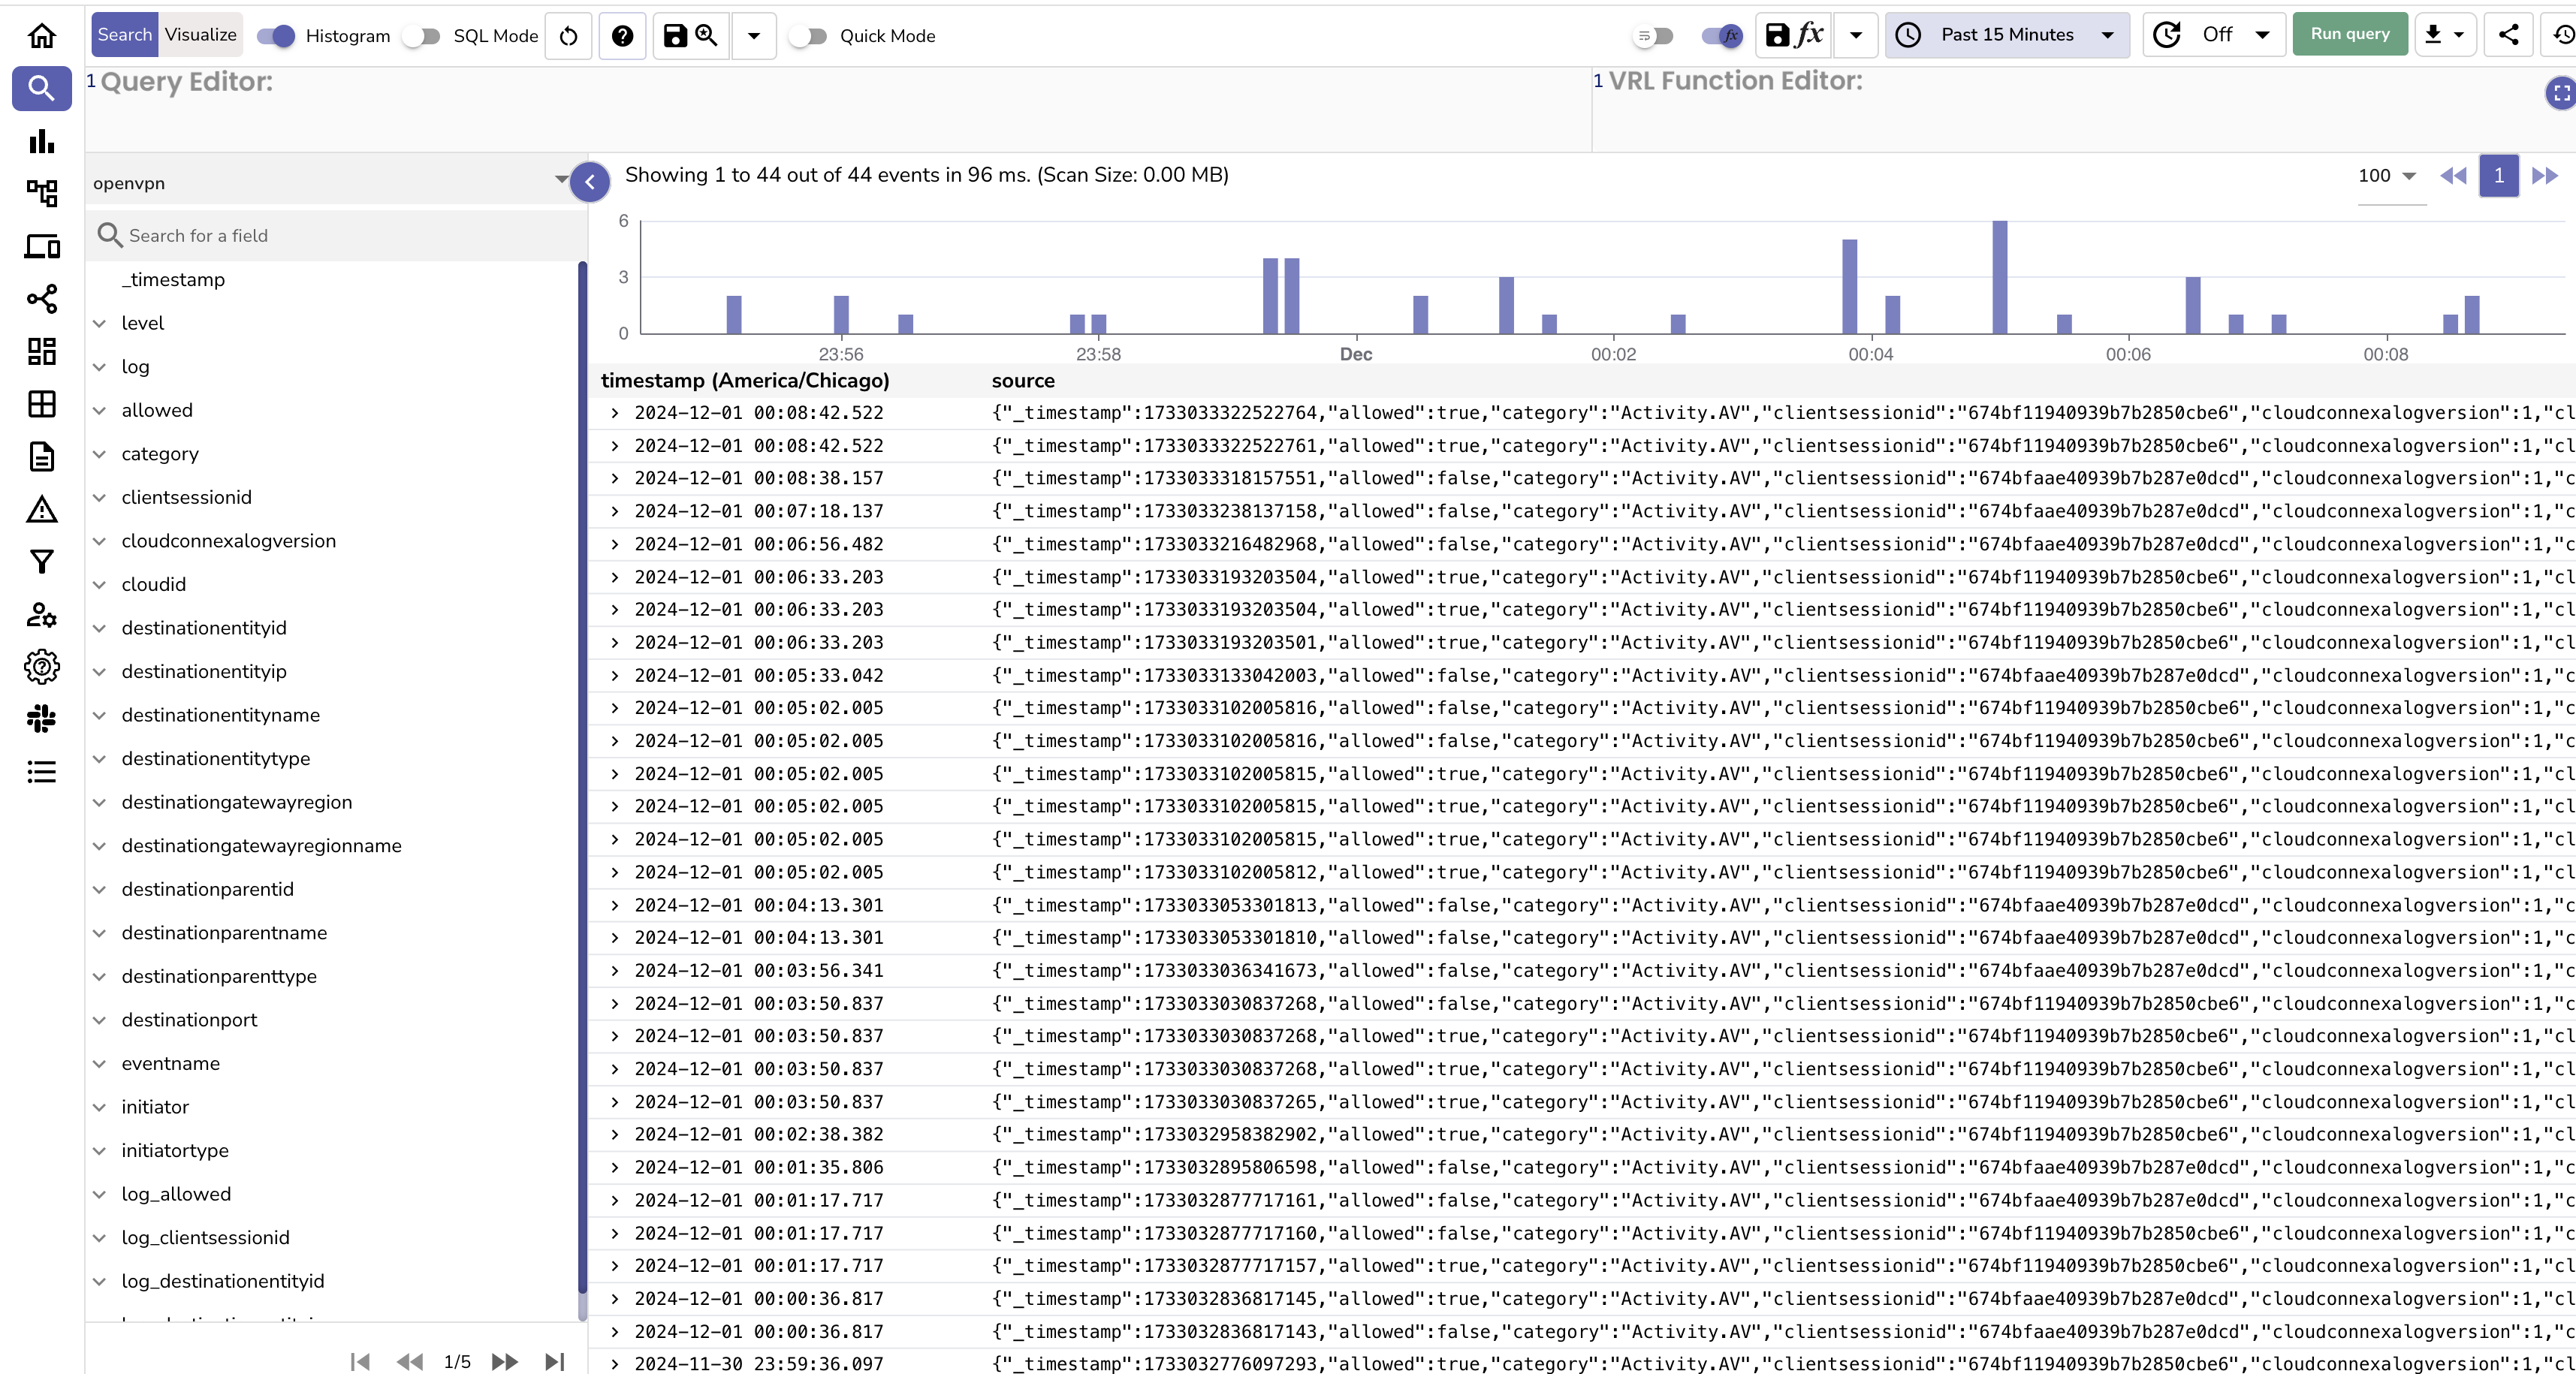 Search Visualize Histogram SQL Mode Quick Mode fx fx Past 15 Minutes Off Run query
1 Query Editor:
1 VRL Function Editor:
openvpn
Search for a field
_timestamp
level
log
allowed
category
clientsessionid
cloudconnexalogversion
cloudid
destinationentityid
destinationentityip
destinationentityname
destinationentitytype
destinationgatewayregion
destinationgatewayregionname
destinationparentid
destinationparentname
destinationparenttype
destinationport
eventname
initiator
initiatortype
log_allowed
log_clientsessionid
log_destinationentityid
1/5
Showing 1 to 44 out of 44 events in 96 ms. (Scan Size: 0.00 MB)
100 1
6
3
0
23:56 23:58 Dec 00:02 00:04 00:06 00:08
timestamp (America/Chicago) source
2024-12-01 00:08:42.522 {"_timestamp":1733033322522764,"allowed":true,"category":"Activity.AV","clientsessionid":"674bf11940939b7b2850cbe6","cloudconnexalogversion":1,"cl
2024-12-01 00:08:42.522 {"_timestamp":1733033322522761,"allowed":true,"category":"Activity.AV","clientsessionid":"674bf11940939b7b2850cbe6","cloudconnexalogversion":1,"cl
2024-12-01 00:08:38.157 {"_timestamp":1733033318157551,"allowed":false,"category":"Activity.AV","clientsessionid":"674bfaae40939b7b287e0dcd","cloudconnexalogversion":1,"c
2024-12-01 00:07:18.137 {"_timestamp":1733033238137158,"allowed":false,"category":"Activity.AV","clientsessionid":"674bfaae40939b7b287e0dcd","cloudconnexalogversion":1,"c
2024-12-01 00:06:56.482 {"_timestamp":1733033216482968,"allowed":false,"category":"Activity.AV","clientsessionid":"674bfaae40939b7b287e0dcd","cloudconnexalogversion":1,"c
2024-12-01 00:06:33.203 {"_timestamp":1733033193203504,"allowed":true,"category":"Activity.AV","clientsessionid":"674bf11940939b7b2850cbe6","cloudconnexalogversion":1,"cl
2024-12-01 00:06:33.203 {"_timestamp":1733033193203504,"allowed":true,"category":"Activity.AV","clientsessionid":"674bf11940939b7b2850cbe6","cloudconnexalogversion":1,"cl
2024-12-01 00:06:33.203 {"_timestamp":1733033193203501,"allowed":true,"category":"Activity.AV","clientsessionid":"674bf11940939b7b2850cbe6","cloudconnexalogversion":1,"cl
2024-12-01 00:05:33.042 {"_timestamp":1733033133042003,"allowed":false,"category":"Activity.AV","clientsessionid":"674bfaae40939b7b287e0dcd","cloudconnexalogversion":1,"c
2024-12-01 00:05:02.005 {"_timestamp":1733033102005816,"allowed":false,"category":"Activity.AV","clientsessionid":"674bf11940939b7b2850cbe6","cloudconnexalogversion":1,"c
2024-12-01 00:05:02.005 {"_timestamp":1733033102005816,"allowed":false,"category":"Activity.AV","clientsessionid":"674bf11940939b7b2850cbe6","cloudconnexalogversion":1,"c
2024-12-01 00:05:02.005 {"_timestamp":1733033102005815,"allowed":true,"category":"Activity.AV","clientsessionid":"674bf11940939b7b2850cbe6","cloudconnexalogversion":1,"cl
2024-12-01 00:05:02.005 {"_timestamp":1733033102005815,"allowed":true,"category":"Activity.AV","clientsessionid":"674bf11940939b7b2850cbe6","cloudconnexalogversion":1,"cl
2024-12-01 00:05:02.005 {"_timestamp":1733033102005815,"allowed":true,"category":"Activity.AV","clientsessionid":"674bf11940939b7b2850cbe6","cloudconnexalogversion":1,"cl
2024-12-01 00:05:02.005 {"_timestamp":1733033102005812,"allowed":true,"category":"Activity.AV","clientsessionid":"674bf11940939b7b2850cbe6","cloudconnexalogversion":1,"cl
2024-12-01 00:04:13.301 {"_timestamp":1733033053301813,"allowed":false,"category":"Activity.AV","clientsessionid":"674bfaae40939b7b287e0dcd","cloudconnexalogversion":1,"c
2024-12-01 00:04:13.301 {"_timestamp":1733033053301810,"allowed":false,"category":"Activity.AV","clientsessionid":"674bfaae40939b7b287e0dcd","cloudconnexalogversion":1,"c
2024-12-01 00:03:56.341 {"_timestamp":1733033036341673,"allowed":false,"category":"Activity.AV","clientsessionid":"674bfaae40939b7b287e0dcd","cloudconnexalogversion":1,"c
2024-12-01 00:03:50.837 {"_timestamp":1733033030837268,"allowed":false,"category":"Activity.AV","clientsessionid":"674bf11940939b7b2850cbe6","cloudconnexalogversion":1,"c
2024-12-01 00:03:50.837 {"_timestamp":1733033030837268,"allowed":true,"category":"Activity.AV","clientsessionid":"674bf11940939b7b2850cbe6","cloudconnexalogversion":1,"cl
2024-12-01 00:03:50.837 {"_timestamp":1733033030837268,"allowed":true,"category":"Activity.AV","clientsessionid":"674bf11940939b7b2850cbe6","cloudconnexalogversion":1,"cl
2024-12-01 00:03:50.837 {"_timestamp":1733033030837265,"allowed":true,"category":"Activity.AV","clientsessionid":"674bf11940939b7b2850cbe6","cloudconnexalogversion":1,"cl
2024-12-01 00:02:38.382 {"_timestamp":1733032958382902,"allowed":true,"category":"Activity.AV","clientsessionid":"674bf11940939b7b2850cbe6","cloudconnexalogversion":1,"cl
2024-12-01 00:01:35.806 {"_timestamp":1733032895806598,"allowed":false,"category":"Activity.AV","clientsessionid":"674bfaae40939b7b287e0dcd","cloudconnexalogversion":1,"c
2024-12-01 00:01:17.717 {"_timestamp":1733032877717161,"allowed":false,"category":"Activity.AV","clientsessionid":"674bfaae40939b7b287e0dcd","cloudconnexalogversion":1,"c
2024-12-01 00:01:17.717 {"_timestamp":1733032877717160,"allowed":false,"category":"Activity.AV","clientsessionid":"674bf11940939b7b2850cbe6","cloudconnexalogversion":1,"c
2024-12-01 00:01:17.717 {"_timestamp":1733032877717157,"allowed":true,"category":"Activity.AV","clientsessionid":"674bf11940939b7b2850cbe6","cloudconnexalogversion":1,"cl
2024-12-01 00:00:36.817 {"_timestamp":1733032836817145,"allowed":true,"category":"Activity.AV","clientsessionid":"674bfaae40939b7b287e0dcd","cloudconnexalogversion":1,"cl
2024-12-01 00:00:36.817 {"_timestamp":1733032836817143,"allowed":false,"category":"Activity.AV","clientsessionid":"674bfaae40939b7b287e0dcd","cloudconnexalogversion":1,"c
2024-11-30 23:59:36.097 {"_timestamp":1733032776097293,"allowed":true,"category":"Activity.AV","clientsessionid":"674bf11940939b7b2850cbe6","cloudconnexalogversion":1,"cl